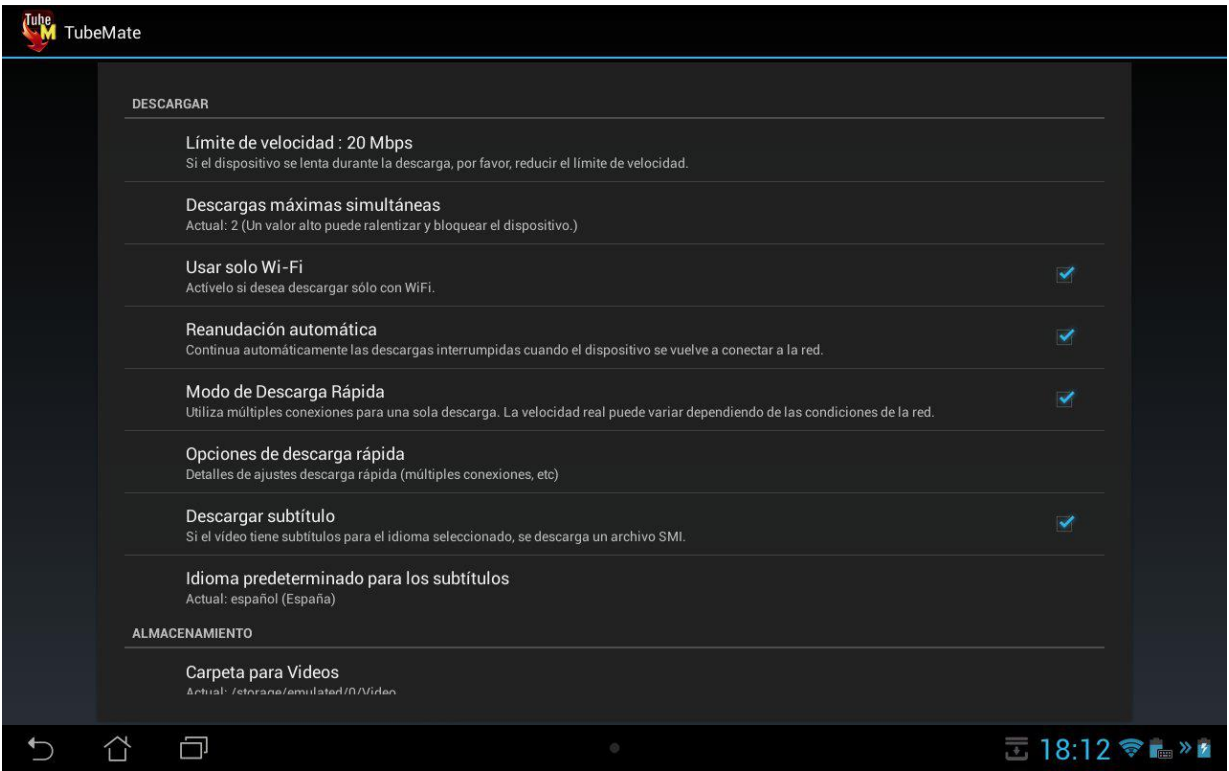 Tube
M
TubeMate
DESCARGAR
Límite de velocidad : 20 Mbps
Si el dispositivo se lenta durante la descarga, por favor, reducir el límite de velocidad.
Descargas máximas simultáneas
Actual: 2 (Un valor alto puede ralentizar y bloquear el dispositivo.)
Usar solo Wi-Fi
Actívelo si desea descargar sólo con WiFi.
Reanudación automática
Continua automáticamente las descargas interrumpidas cuando el dispositivo se vuelve a conectar a la red.
Modo de Descarga Rápida
Utiliza múltiples conexiones para una sola descarga. La velocidad real puede variar dependiendo de las condiciones de la red.
Opciones de descarga rápida
Detalles de ajustes descarga rápida (múltiples conexiones, etc)
Descargar subtítulo
Si el vídeo tiene subtítulos para el idioma seleccionado, se descarga un archivo SMI.
Idioma predeterminado para los subtítulos
Actual: español (España)
ALMACENAMIENTO
Carpeta para Videos
Actual: /storage/emulated/0/Video
18:12